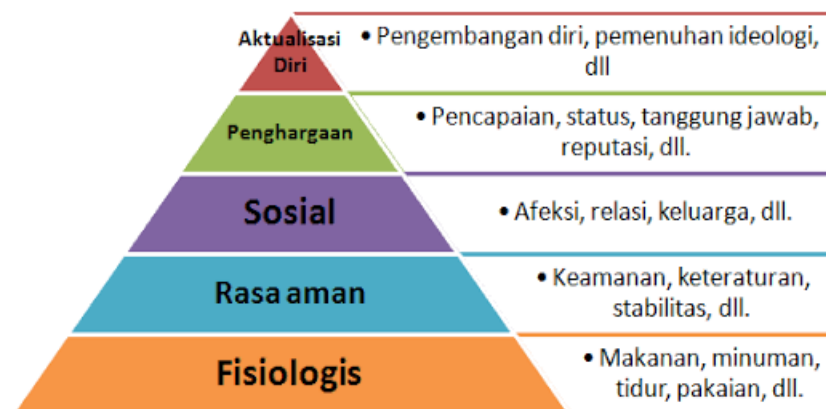 Aktualisasi
Diri
• Pengembangan diri, pemenuhan ideologi,
dll
Penghargaan
• Pencapaian, status, tanggung jawab,
reputasi, dll.
Sosial
• Afeksi, relasi, keluarga, dll.
Rasa aman
• Keamanan, keteraturan,
stabilitas, dll.
Fisiologis
• Makanan, minuman,
tidur, pakaian, dll.